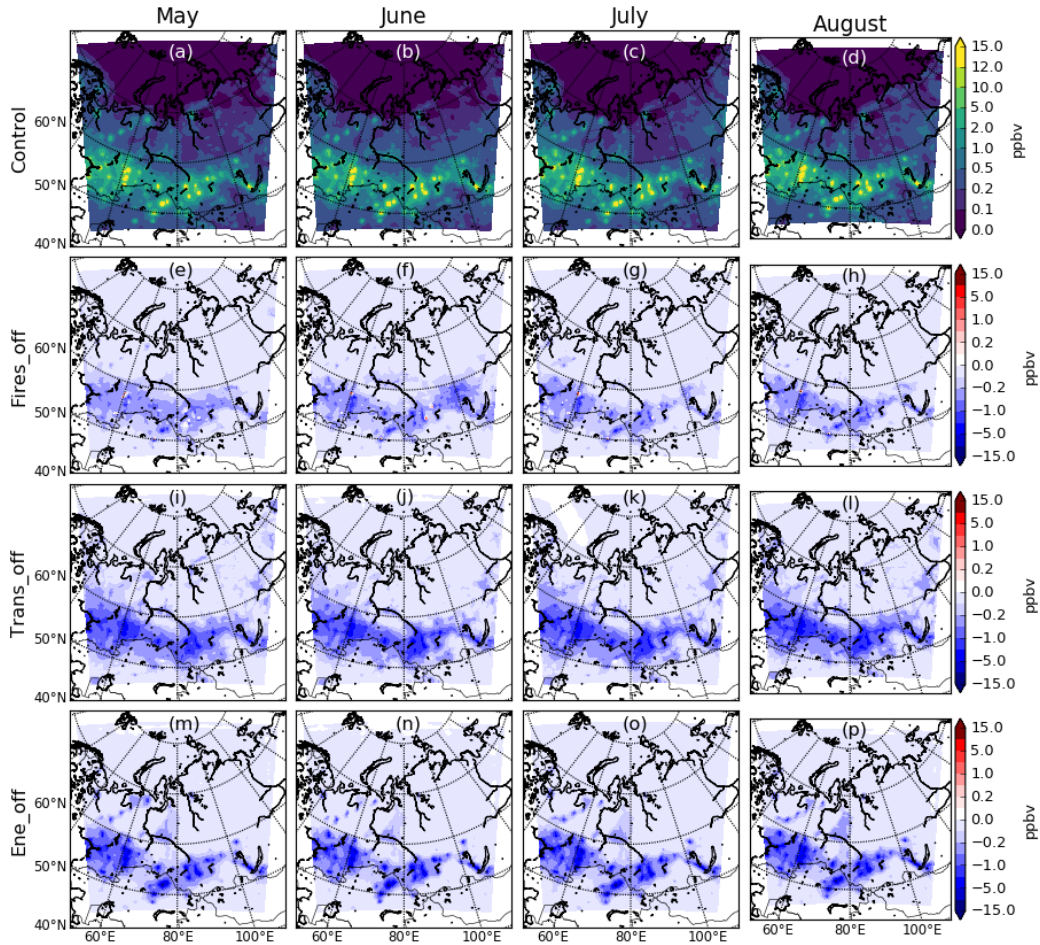 May June July August
Control (a) (b) (c) (d)
60°N
50°N
40°N
15.0
12.0
10.0
5.0
2.0
1.0
0.5
0.2
0.1
0.0
ppbv
Fires_off (e) (f) (g) (h)
60°N
50°N
40°N
15.0
5.0
1.0
0.2
0.0
−0.2
−1.0
−5.0
−15.0
ppbv
Trans_off (i) (j) (k) (l)
60°N
50°N
40°N
15.0
5.0
1.0
0.2
0.0
−0.2
−1.0
−5.0
−15.0
ppbv
Ene_off (m) (n) (o) (p)
60°N
50°N
40°N
15.0
5.0
1.0
0.2
0.0
−0.2
−1.0
−5.0
−15.0
ppbv
60°E 80°E 100°E 60°E 80°E 100°E 60°E 80°E 100°E 60°E 80°E 100°E